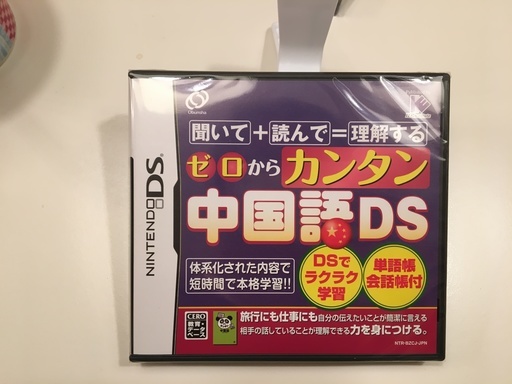 Obunsha
聞いて+読んで=理解する
ゼロからカンタン
中国語DS
体系化された内容で
短時間で本格学習!!
DSで
ラクラク
学習
単語帳
会話帳付
NINTENDO DS
CERO
教育・
データ
ベース
旅行にも仕事にも自分の伝えたいことが簡潔に言える
相手の話していることが理解できる力を身につける。
NTR-BZCJ-JPN